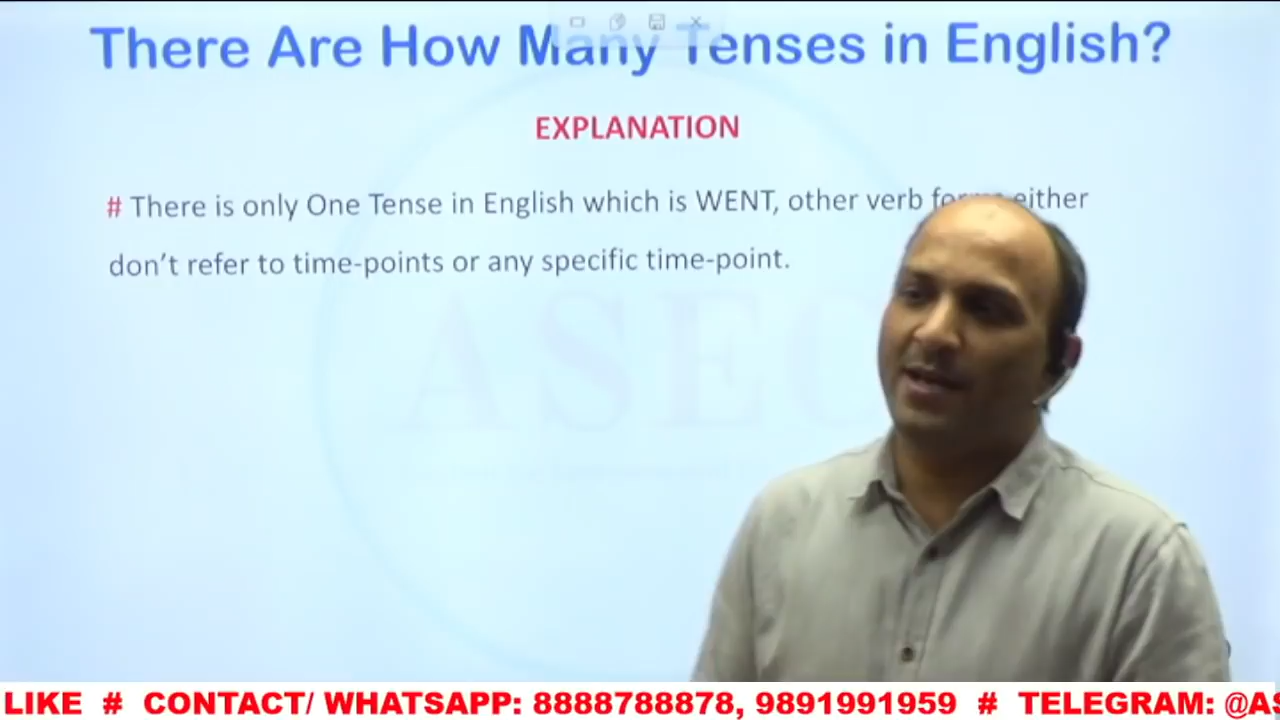 There Are How Many Tenses in English?
EXPLANATION
# There is only One Tense in English which is WENT, other verb forms either
don't refer to time-points or any specific time-point.
ASEC
LIKE # CONTACT/ WHATSAPP: 8888788878, 9891991959 # TELEGRAM: @AS